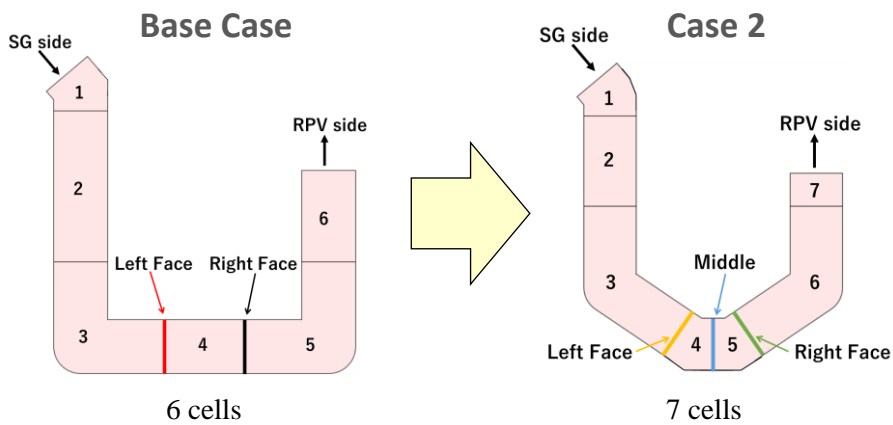 Base Case
Case 2
SG side
1
2
3
Left Face
Right Face
4
5
6
RPV side
6 cells
SG side
1
2
3
Left Face
4
Middle
5
Right Face
6
7
RPV side
7 cells